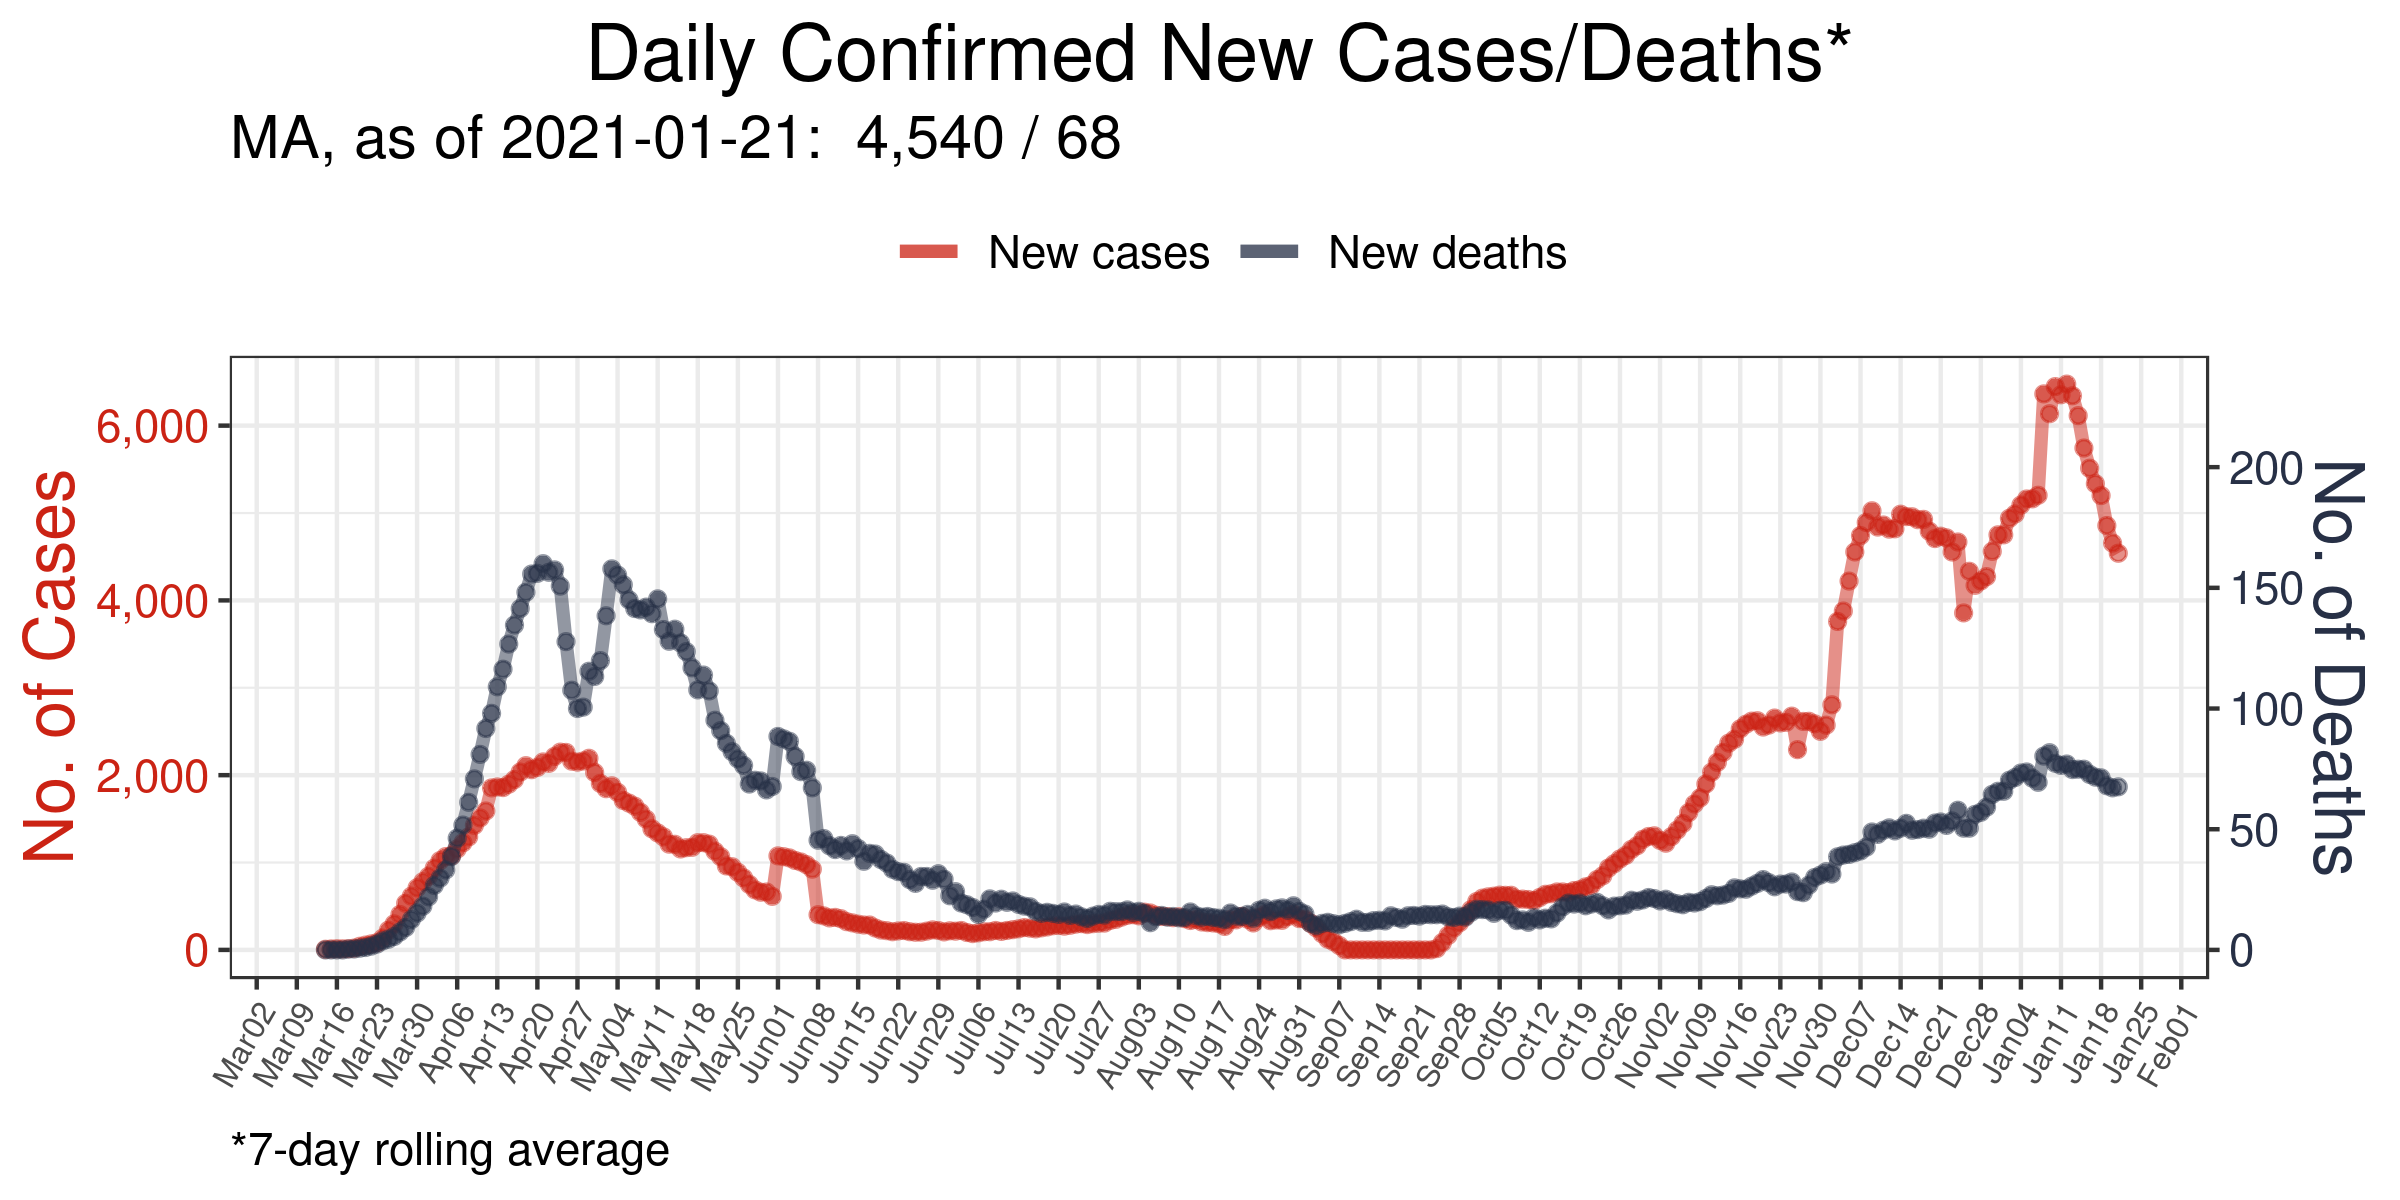 Daily Confirmed New Cases/Deaths*
MA, as of 2021-01-21:  4,540 / 68
New cases
New deaths
No. of Cases
6,000
4,000
2,000
0
200
150
100
50
0
No. of Deaths
Mar02
Mar09
Mar16
Mar23
Mar30
Apr06
Apr13
Apr20
Apr27
May04
May11
May18
May25
Jun01
Jun08
Jun15
Jun22
Jun29
Jul06
Jul13
Jul20
Jul27
Aug03
Aug10
Aug17
Aug24
Aug31
Sep07
Sep14
Sep21
Sep28
Oct05
Oct12
Oct19
Oct26
Nov02
Nov09
Nov16
Nov23
Nov30
Dec07
Dec14
Dec21
Dec28
Jan04
Jan11
Jan18
Jan25
Feb01
*7-day rolling average